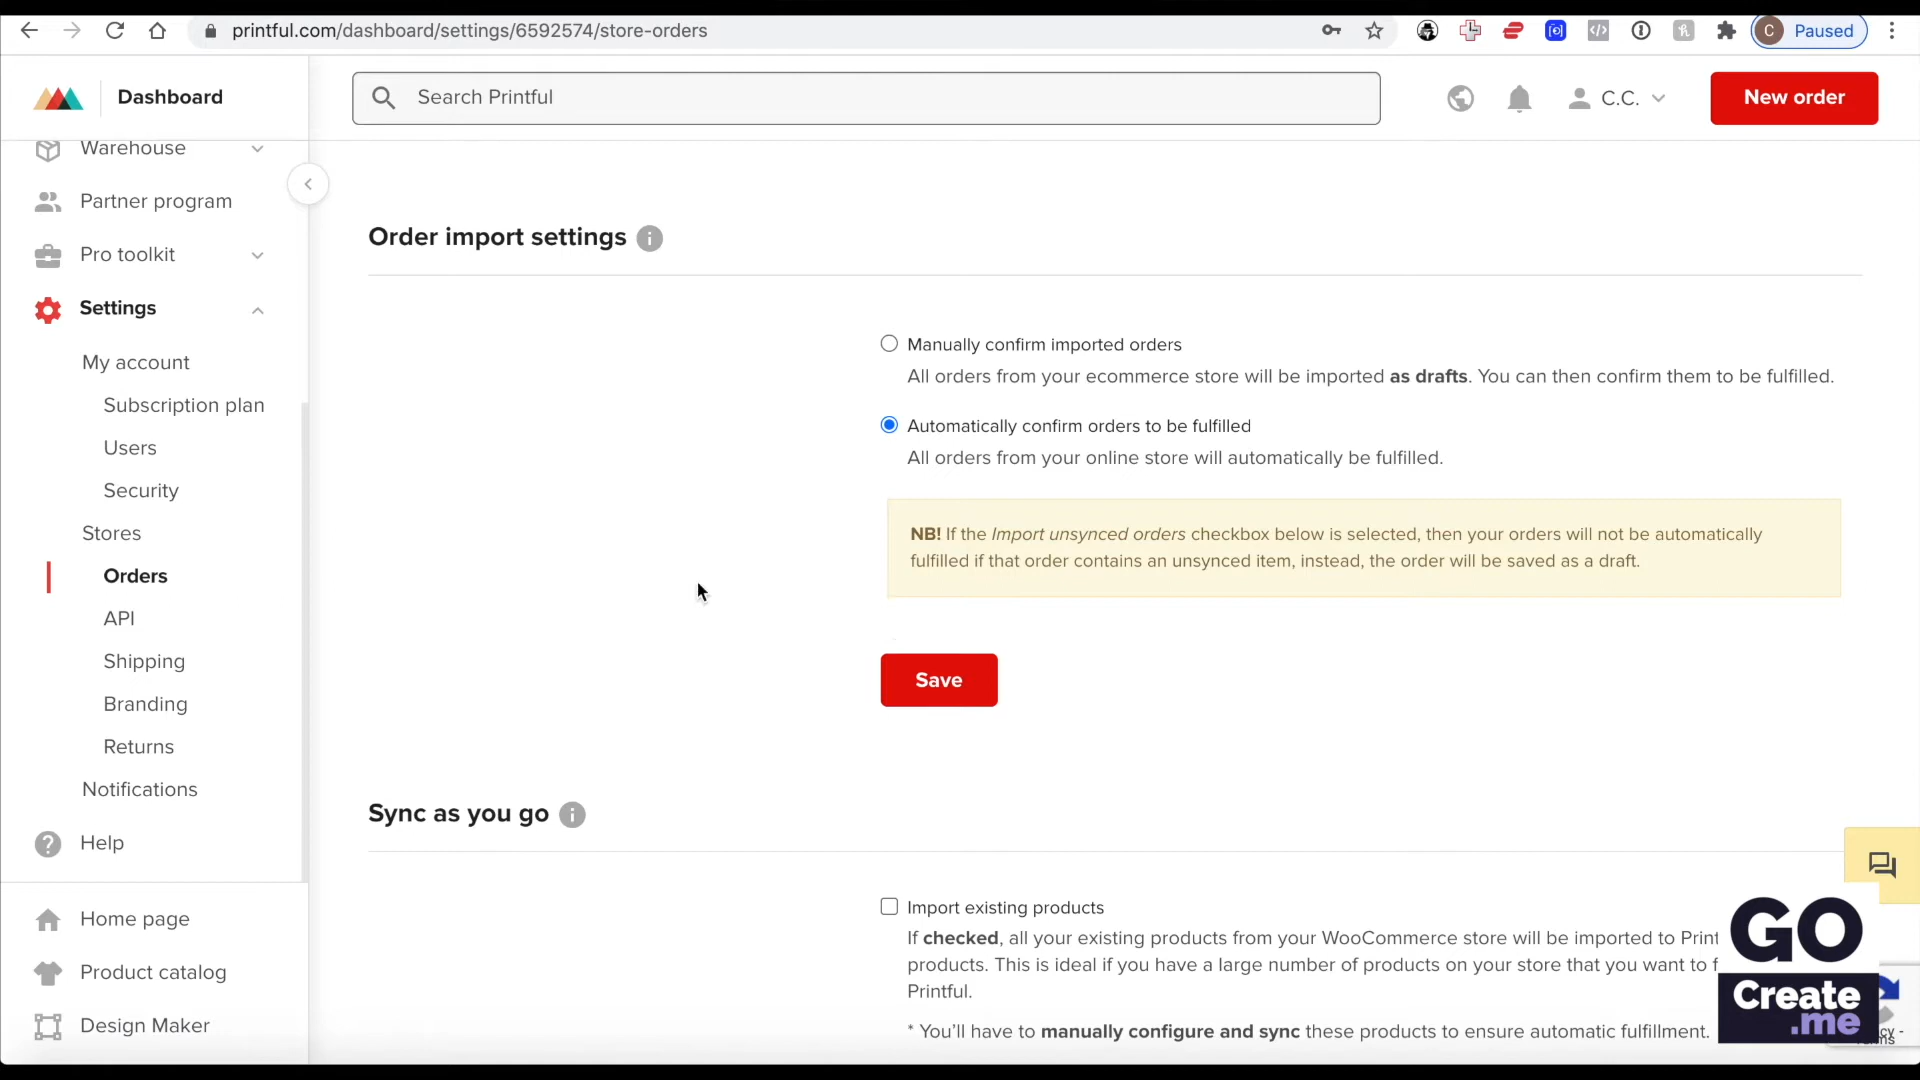 printful.com/dashboard/settings/6592574/store-orders
C
Paused
Dashboard
Search Printful
C.C.
New order
Warehouse
Partner program
Pro toolkit
Settings
My account
Subscription plan
Users
Security
Stores
Orders
API
Shipping
Branding
Returns
Notifications
Help
Home page
Product catalog
Design Maker
Order import settings
Manually confirm imported orders
All orders from your ecommerce store will be imported as drafts. You can then confirm them to be fulfilled.
Automatically confirm orders to be fulfilled
All orders from your online store will automatically be fulfilled.
NB! If the Import unsynced orders checkbox below is selected, then your orders will not be automatically
fulfilled if that order contains an unsynced item, instead, the order will be saved as a draft.
Save
Sync as you go
Import existing products
If checked, all your existing products from your WooCommerce store will be imported to Print
products. This is ideal if you have a large number of products on your store that you want to f
Printful.
* You'll have to manually configure and sync these products to ensure automatic fulfillment.
GO
Create
.me